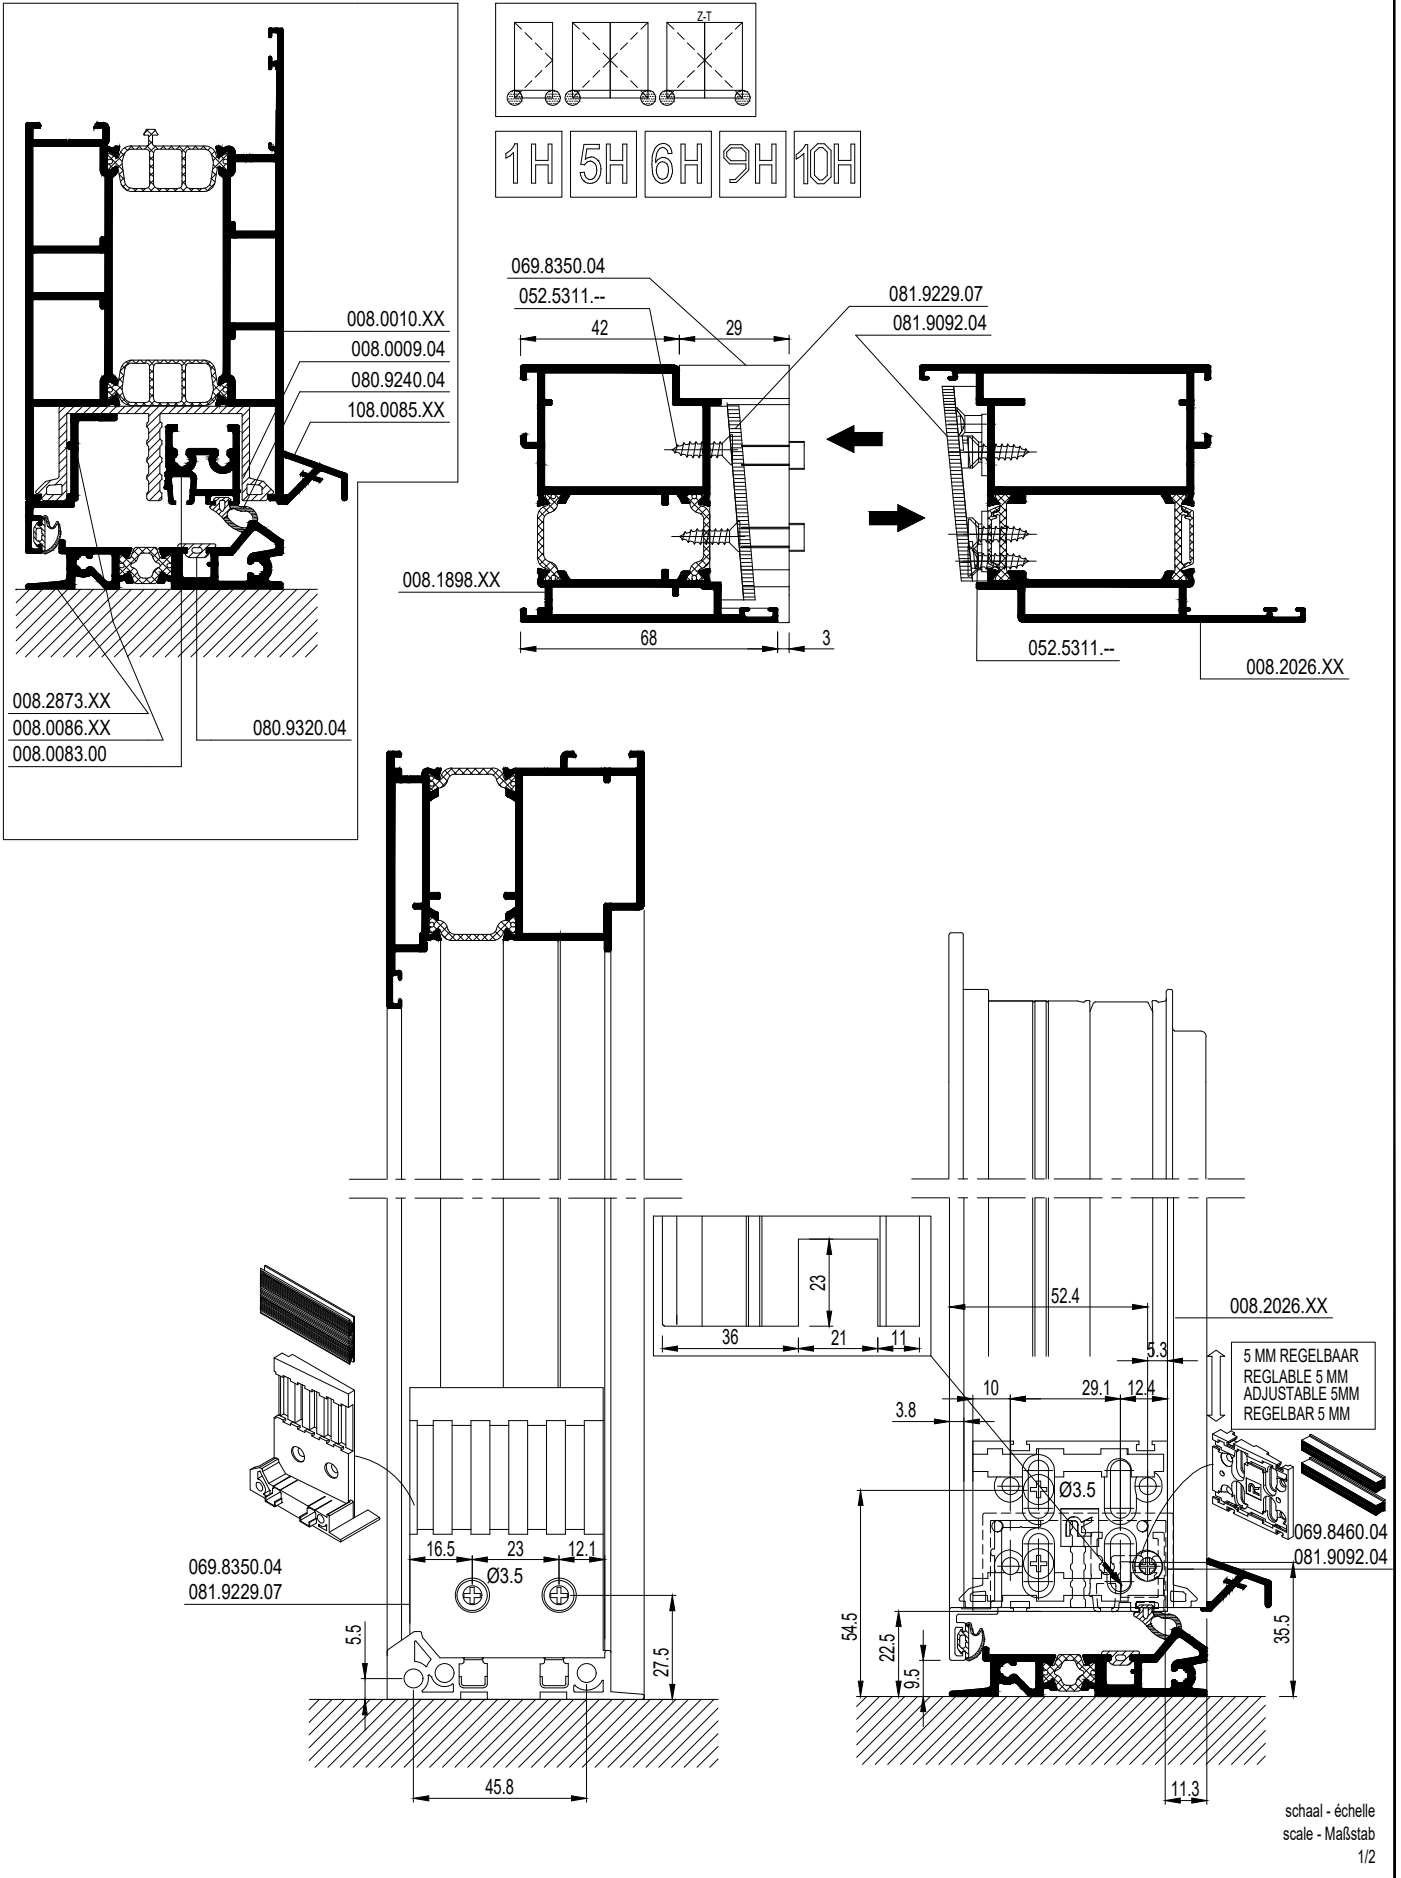 Z-T
1H 5H 6H 9H 10H
008.0010.XX
008.0009.04
080.9240.04
108.0085.XX
008.2873.XX
008.0086.XX
008.0083.00
080.9320.04
069.8350.04
052.5311.--
42
29
081.9229.07
081.9092.04
008.1898.XX
68
3
052.5311.--
008.2026.XX
23
36
21
11
52.4
008.2026.XX
5.3
5 MM REGELBAAR
REGLABLE 5 MM
ADJUSTABLE 5MM
REGELBAR 5 MM
10
29.1
12.4
3.8
Ø3.5
R
069.8460.04
081.9092.04
54.5
22.5
9.5
35.5
11.3
16.5
23
12.1
Ø3.5
069.8350.04
081.9229.07
5.5
27.5
45.8
schaal - échelle
scale - Maßstab
1/2